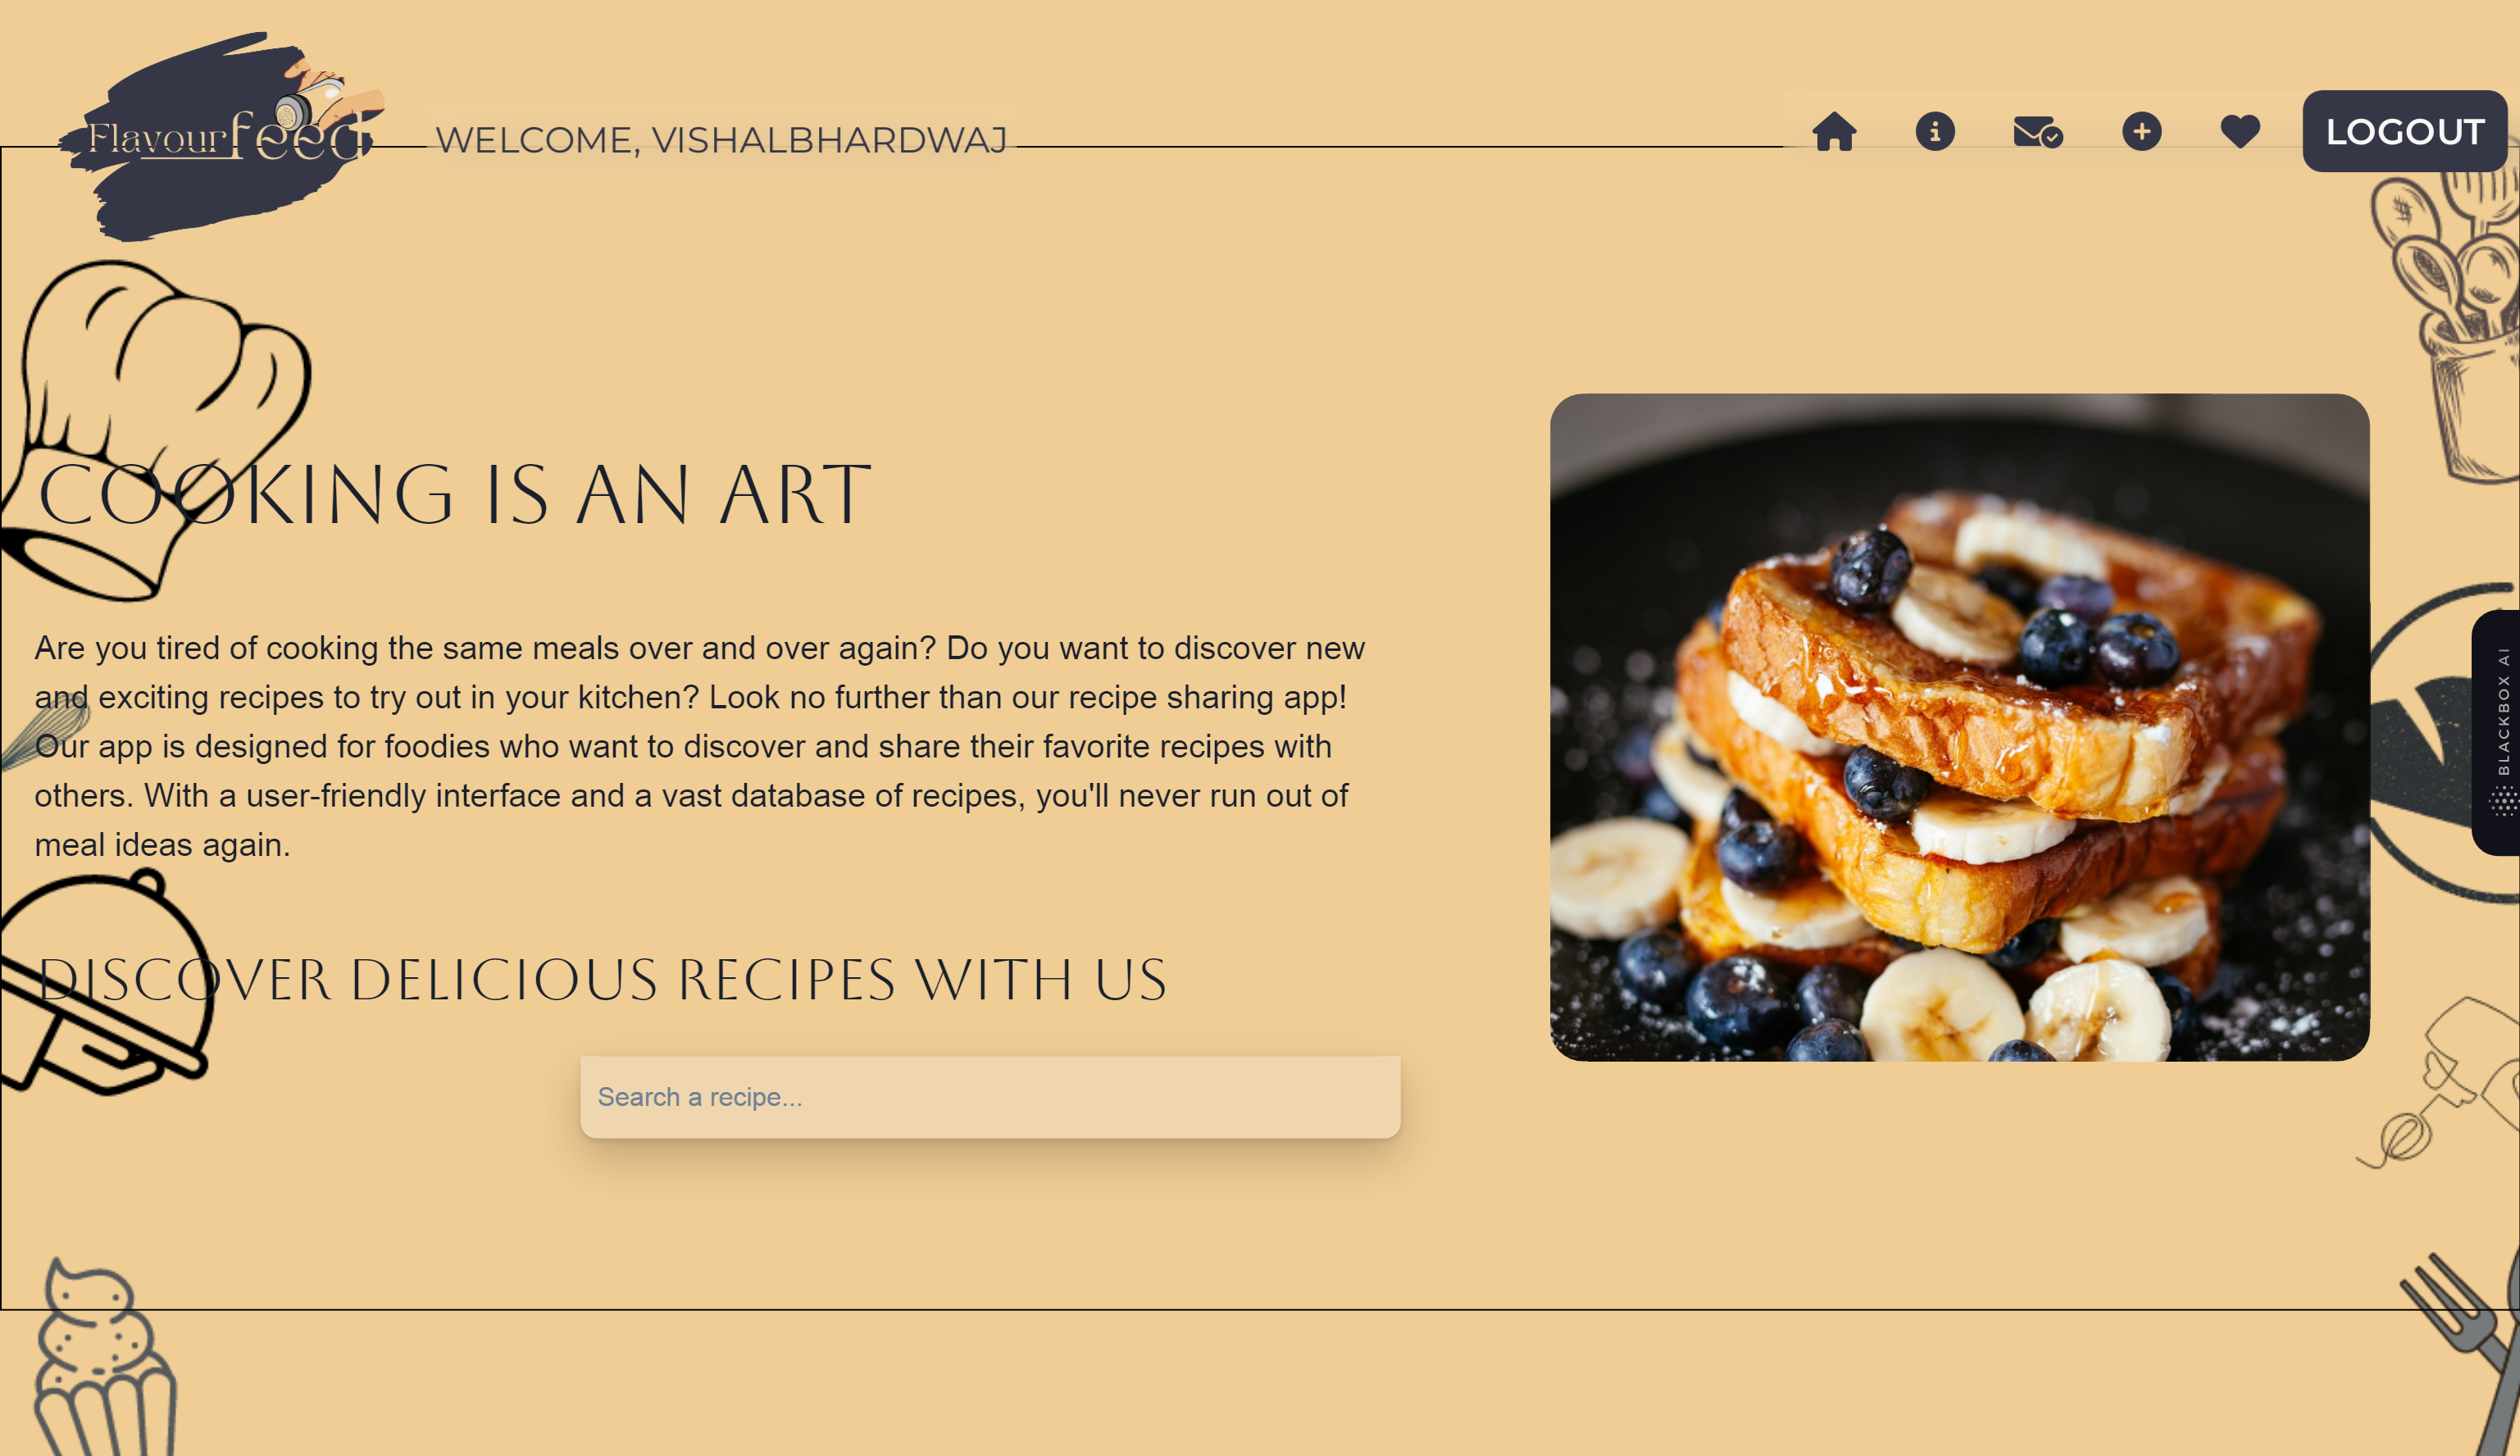 Flavourfeed
WELCOME, VISHALBHARDWAJ
LOGOUT
COOKING IS AN ART
Are you tired of cooking the same meals over and over again? Do you want to discover new
and exciting recipes to try out in your kitchen? Look no further than our recipe sharing app!
Our app is designed for foodies who want to discover and share their favorite recipes with
others. With a user-friendly interface and a vast database of recipes, you'll never run out of
meal ideas again.
DISCOVER DELICIOUS RECIPES WITH US
Search a recipe...
BLACKBOX AI